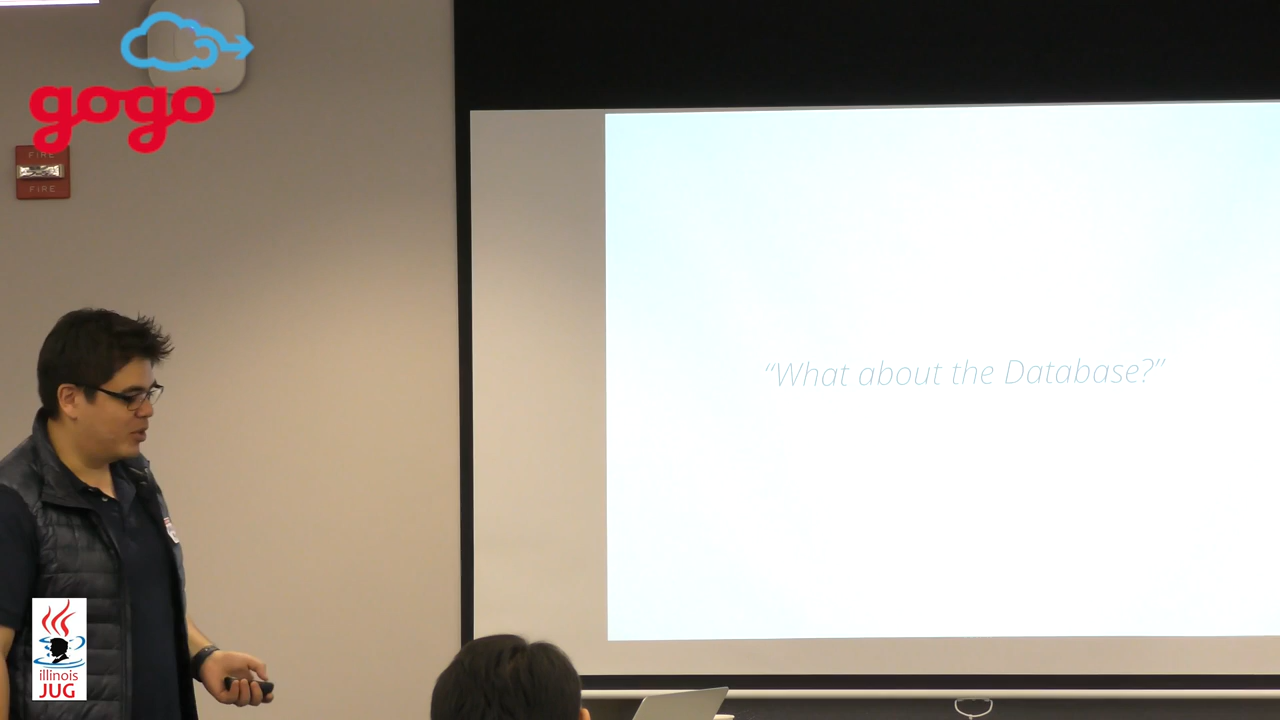 gogo
FIRE
FIRE
“What about the Database?”
illinois
JUG